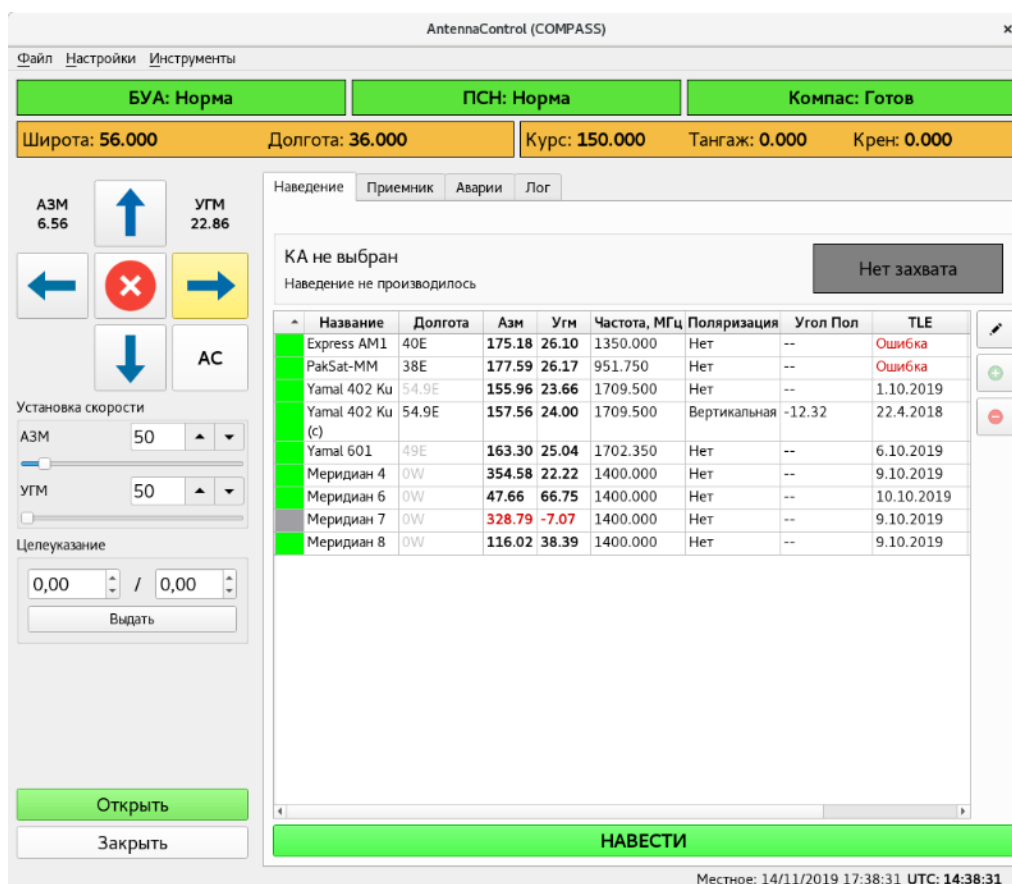 AntennaControl (COMPASS)
Файл Настройки Инструменты
БУА: Норма ПСН: Норма Компас: Готов
Широта: 56.000 Долгота: 36.000 Курс: 150.000 Тангаж: 0.000 Крен: 0.000
АЗМ
6.56
УГМ
22.86
АС
Установка скорости
АЗМ 50
УГМ 50
Целеуказание
0,00 / 0,00
Выдать
Открыть
Закрыть
Наведение Приемник Аварии Лог
КА не выбран
Наведение не производилось
Нет захвата
Название Долгота Азм Угм Частота, МГц Поляризация Угол Пол TLE
Express AM1 40E 175.18 26.10 1350.000 Нет -- Ошибка
PakSat-MM 38E 177.59 26.17 951.750 Нет -- Ошибка
Yamal 402 Ku 54.9E 155.96 23.66 1709.500 Нет -- 1.10.2019
Yamal 402 Ku 54.9E 157.56 24.00 1709.500 Вертикальная -12.32 22.4.2018
(c)
Yamal 601 49E 163.30 25.04 1702.350 Нет -- 6.10.2019
Меридиан 4 0W 354.58 22.22 1400.000 Нет -- 9.10.2019
Меридиан 6 0W 47.66 66.75 1400.000 Нет -- 10.10.2019
Меридиан 7 0W 328.79 -7.07 1400.000 Нет -- 9.10.2019
Меридиан 8 0W 116.02 38.39 1400.000 Нет -- 9.10.2019
НАВЕСТИ
Местное: 14/11/2019 17:38:31 UTC: 14:38:31